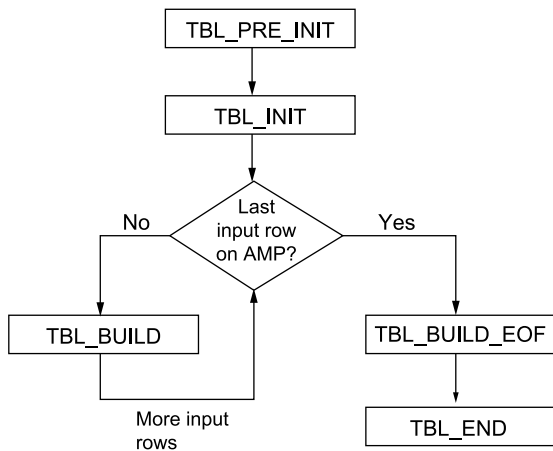 TBL_PRE_INIT
TBL_INIT
Last
input row
on AMP?
No
Yes
TBL_BUILD
TBL_BUILD_EOF
More input
rows
TBL_END